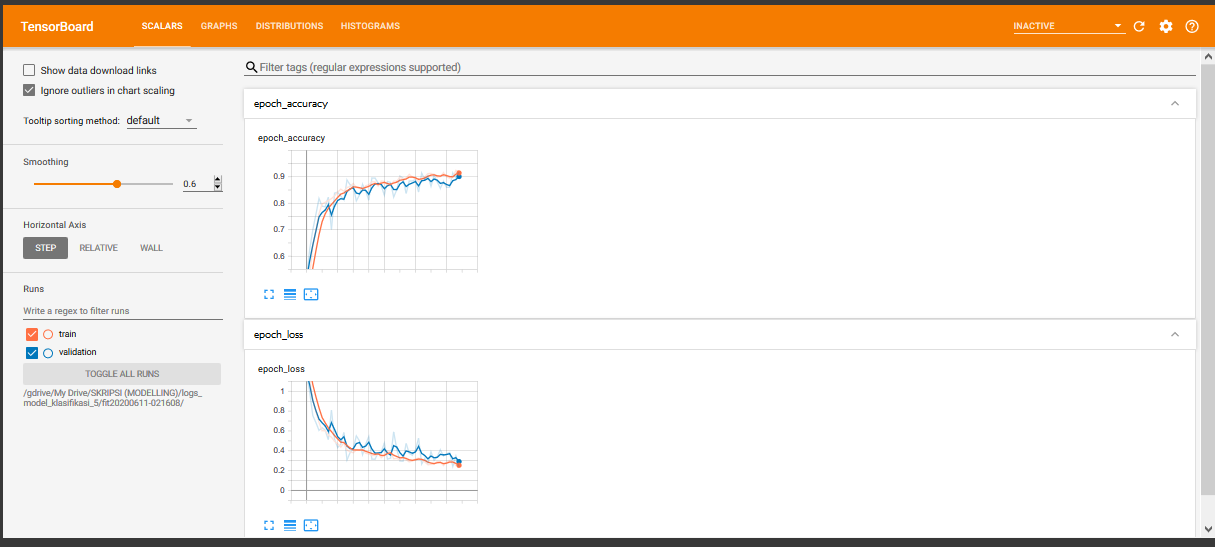 TensorBoard
SCALARS
GRAPHS
DISTRIBUTIONS
HISTOGRAMS
INACTIVE
Show data download links
Ignore outliers in chart scaling
Tooltip sorting method: default
Smoothing
0.6
Horizontal Axis
STEP
RELATIVE
WALL
Runs
Write a regex to filter runs
train
validation
TOGGLE ALL RUNS
/gdrive/My Drive/SKRIPSI (MODELLING)/logs_
model_klasifikasi_5/fit20200611-021608/
Filter tags (regular expressions supported)
epoch_accuracy
epoch_accuracy
0.9
0.8
0.7
0.6
epoch_loss
epoch_loss
1
0.8
0.6
0.4
0.2
0